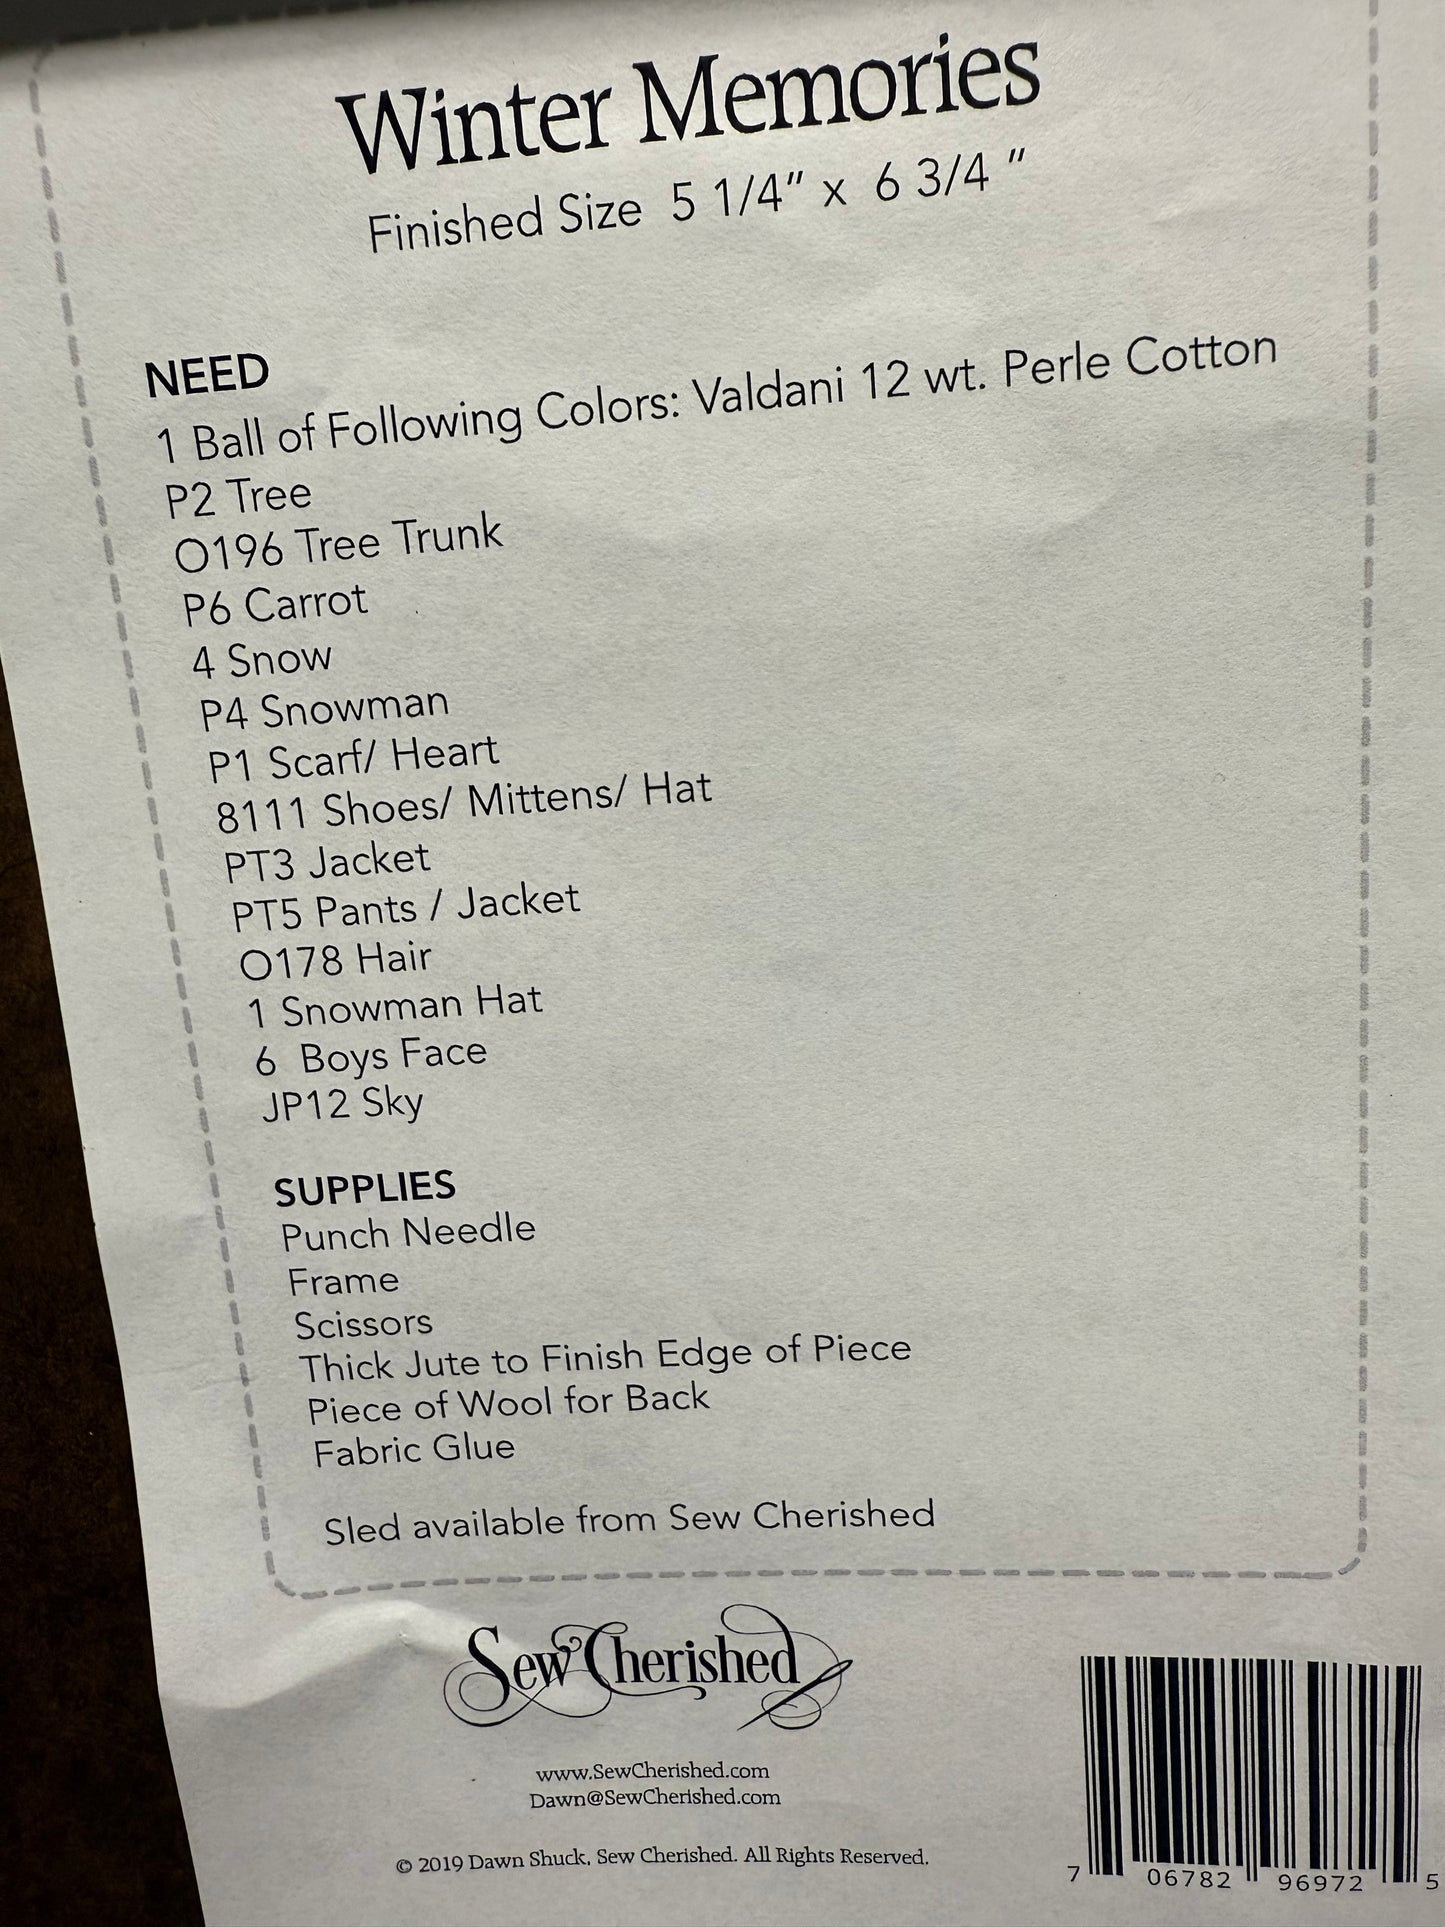 Winter Memories
Finished Size 5 1/4" x 6 3/4 "
NEED
1 Ball of Following Colors: Valdani 12 wt. Perle Cotton
P2 Tree
O196 Tree Trunk
P6 Carrot
4 Snow
P4 Snowman
P1 Scarf/ Heart
8111 Shoes/ Mittens/ Hat
PT3 Jacket
PT5 Pants / Jacket
O178 Hair
1 Snowman Hat
6 Boys Face
JP12 Sky
SUPPLIES
Punch Needle
Frame
Scissors
Thick Jute to Finish Edge of Piece
Piece of Wool for Back
Fabric Glue
Sled available from Sew Cherished
Sew Cherished
www.SewCherished.com
Dawn@SewCherished.com
© 2019 Dawn Shuck, Sew Cherished. All Rights Reserved.
7 06782 96972 5